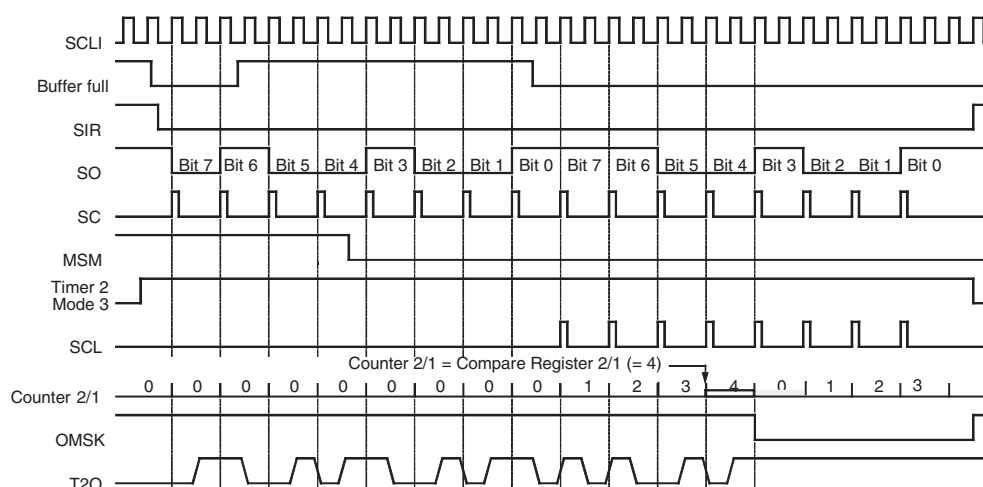 SCLI
Buffer full
SIR
SO Bit 7 Bit 6 Bit 5 Bit 4 Bit 3 Bit 2 Bit 1 Bit 0 Bit 7 Bit 6 Bit 5 Bit 4 Bit 3 Bit 2 Bit 1 Bit 0
SC
MSM
Timer 2
Mode 3
SCL
Counter 2/1 = Compare Register 2/1 (= 4)
Counter 2/1 0 0 0 0 0 0 0 0 0 1 2 3 4 0 1 2 3
OMSK
T2O